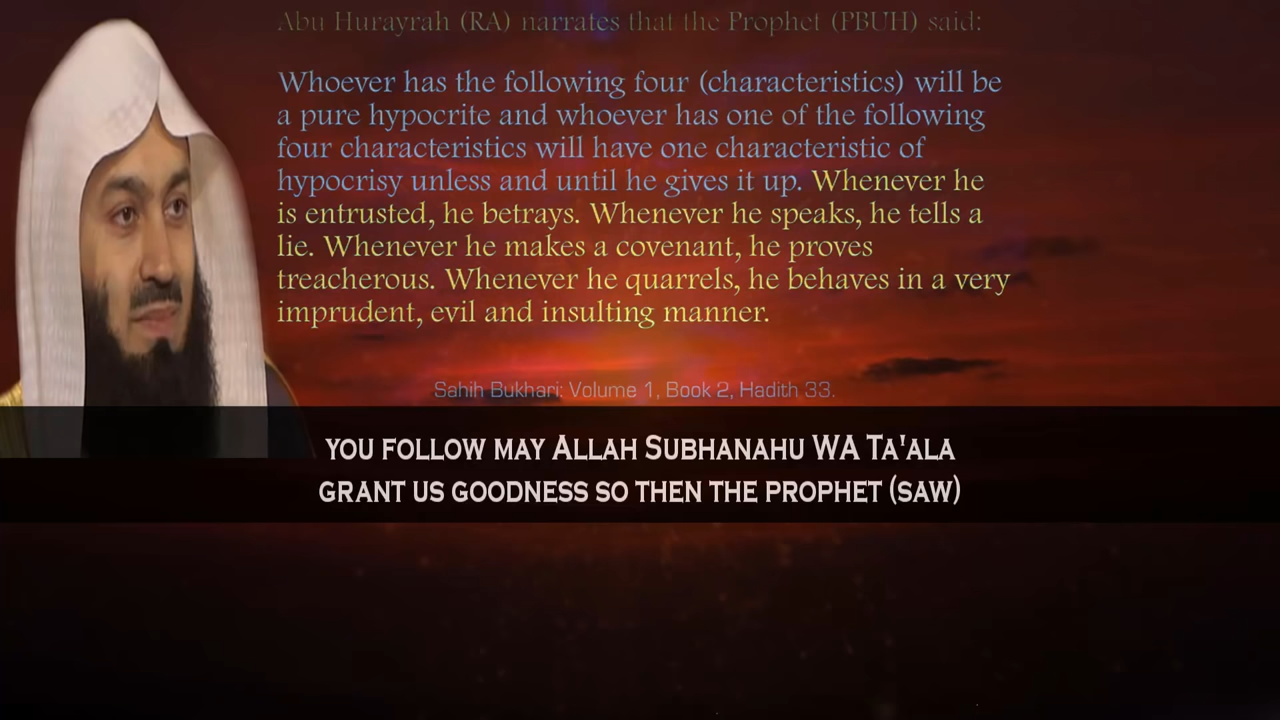 Abu Hurayrah (RA) narrates that the Prophet (PBUH) said:
Whoever has the following four (characteristics) will be
a pure hypocrite and whoever has one of the following
four characteristics will have one characteristic of
hypocrisy unless and until he gives it up. Whenever he
is entrusted, he betrays. Whenever he speaks, he tells a
lie. Whenever he makes a covenant, he proves
treacherous. Whenever he quarrels, he behaves in a very
imprudent, evil and insulting manner.
Sahih Bukhari: Volume 1, Book 2, Hadith 33.
YOU FOLLOW MAY ALLAH SUBHANAHU WA TA'ALA
GRANT US GOODNESS SO THEN THE PROPHET (SAW)